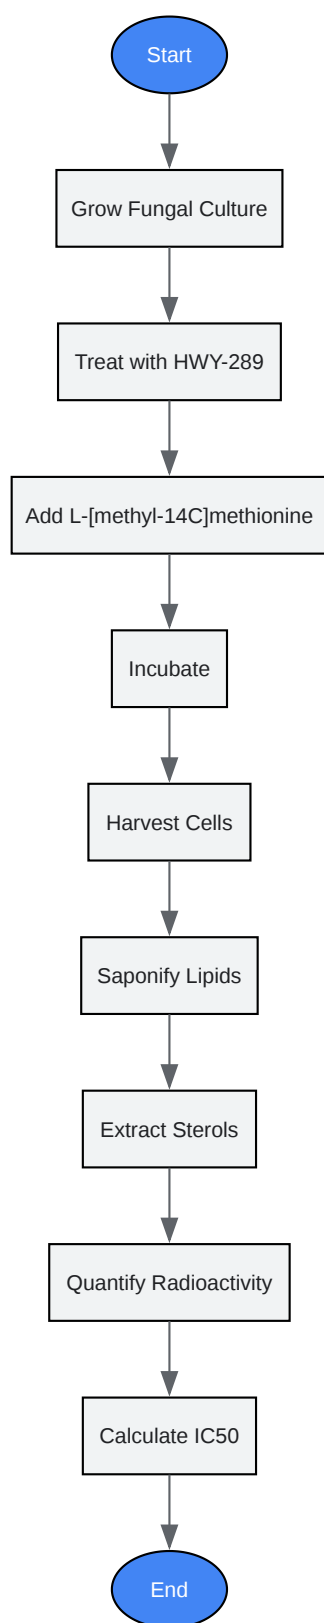 Start
Grow Fungal Culture
Treat with HWY-289
Add L-[methyl-14C]methionine
Incubate
Harvest Cells
Saponify Lipids
Extract Sterols
Quantify Radioactivity
Calculate IC50
End